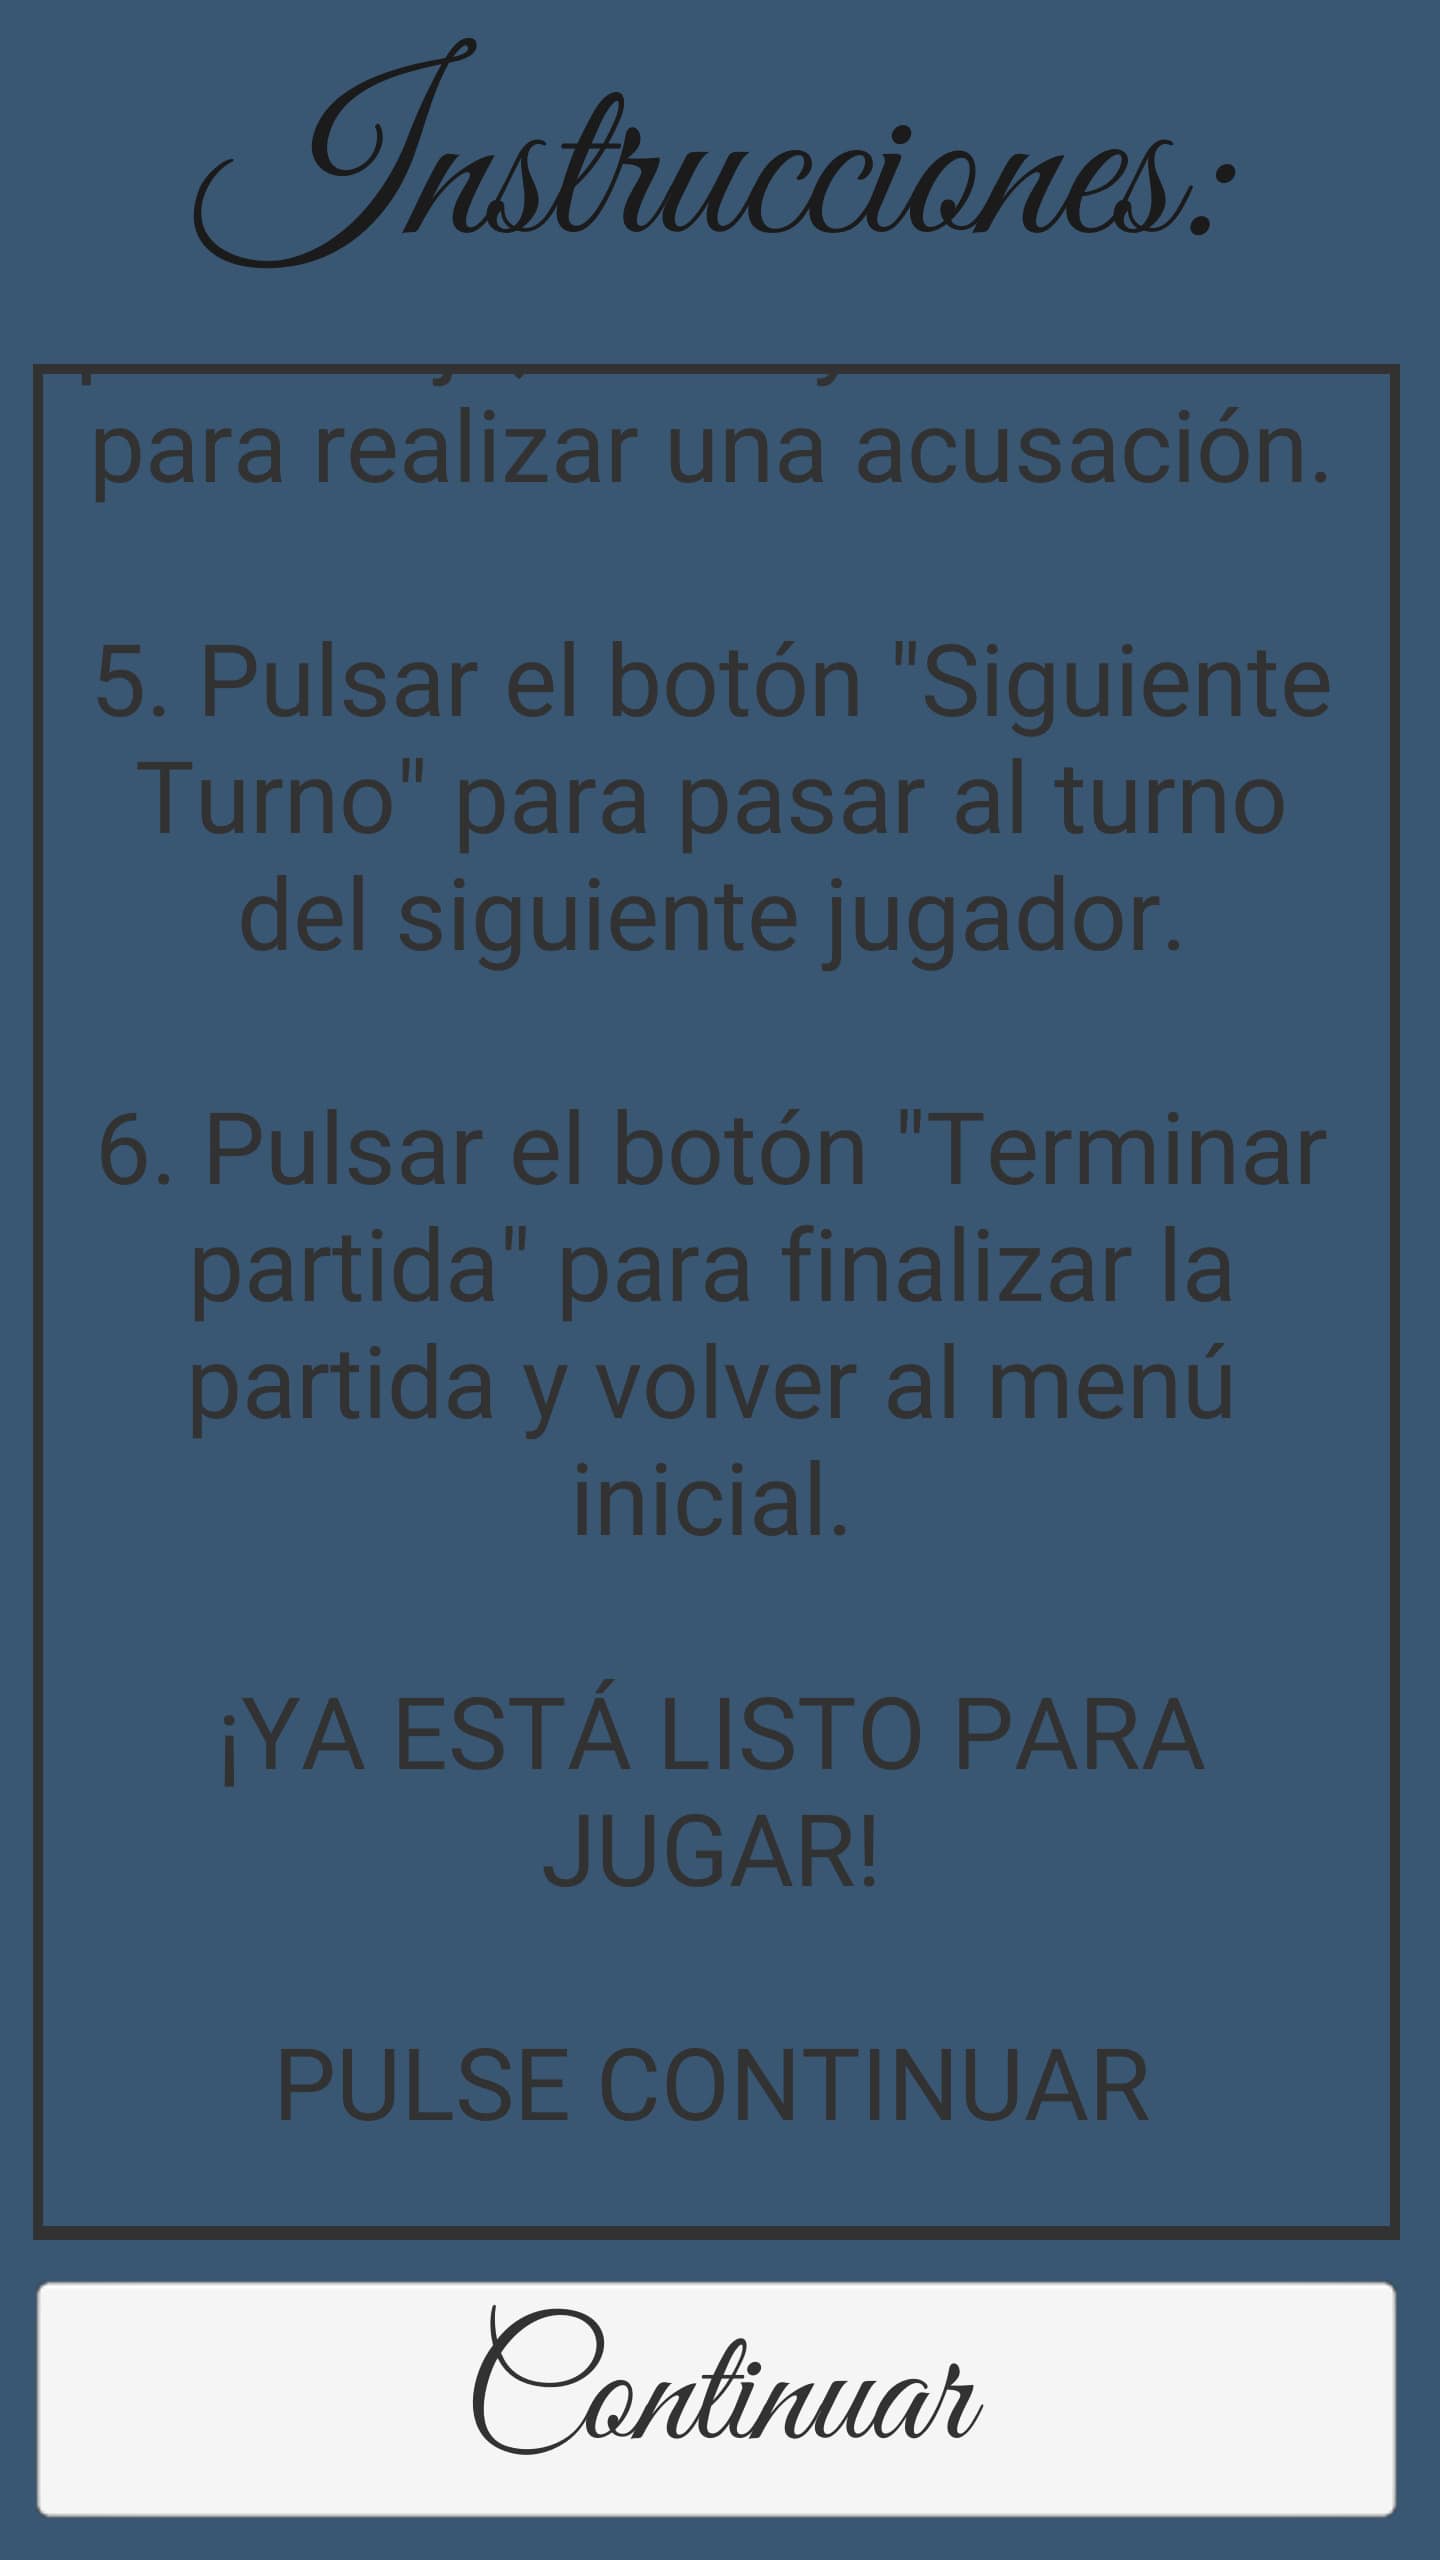 Instrucciones:
para realizar una acusación.
5. Pulsar el botón "Siguiente
Turno" para pasar al turno
del siguiente jugador.
6. Pulsar el botón "Terminar
partida" para finalizar la
partida y volver al menú
inicial.
¡YA ESTÁ LISTO PARA
JUGAR!
PULSE CONTINUAR
Continuar